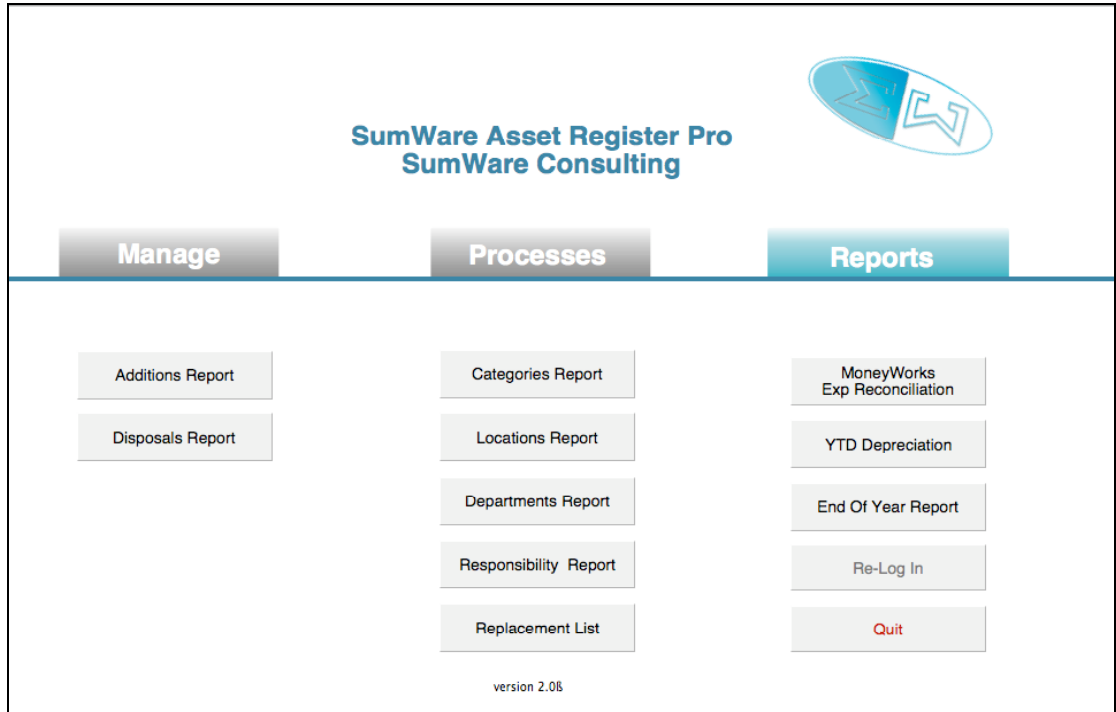 SumWare Asset Register Pro
SumWare Consulting
Manage
Processes
Reports
Additions Report
Disposals Report
Categories Report
Locations Report
Departments Report
Responsibility  Report
Replacement List
MoneyWorks
Exp Reconciliation
YTD Depreciation
End Of Year Report
Re-Log In
Quit
version 2.0ß